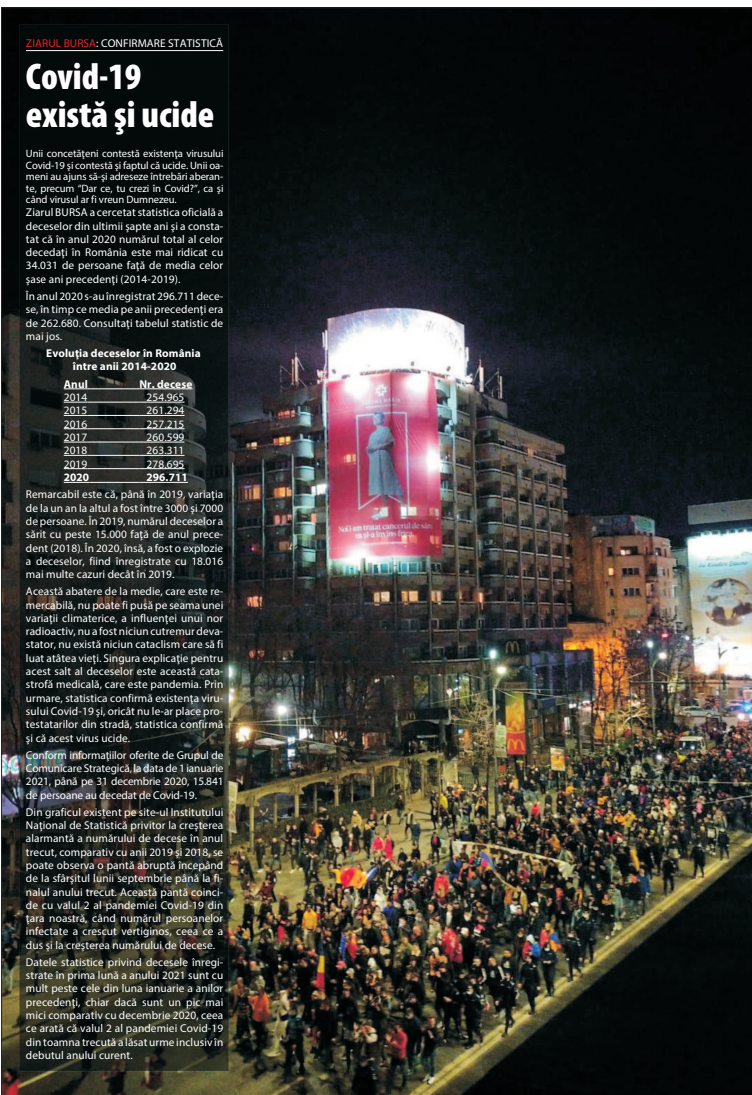 ZIARUL BURSA: CONFIRMARE STATISTICĂ
Covid-19
există şi ucide
Unii concetăţeni contestă existenţa virusului
Covid-19 şi contestă şi faptul că ucide. Unii oa-
meni au ajuns să-şi adreseze întrebări aberan-
te, precum “Dar ce, tu crezi în Covid?”, ca şi
când virusul ar fi vreun Dumnezeu.
Ziarul BURSA a cercetat statistica oficială a
deceselor din ultimii şapte ani şi a consta-
tat că în anul 2020 numărul total al celor
decedaţi în România este mai ridicat cu
34.031 de persoane faţă de media celor
şase ani precedenţi (2014-2019).
În anul 2020 s-au înregistrat 296.711 dece-
se, în timp ce media pe anii precedenţi era
de 262.680. Consultaţi tabelul statistic de
mai jos.
Evoluţia deceselor în România
între anii 2014-2020
Anul Nr. decese
2014 254.965
2015 261.294
2016 257.215
2017 260.599
2018 263.311
2019 278.695
2020 296.711
Remarcabil este că, până în 2019, variaţia
de la un an la altul a fost între 3000 şi 7000
de persoane. În 2019, numărul deceselor a
sărit cu peste 15.000 faţă de anul prece-
dent (2018). În 2020, însă, a fost o explozie
a deceselor, fiind înregistrate cu 18.016
mai multe cazuri decât în 2019.
Această abatere de la medie, care este re-
marcabilă, nu poate fi pusă pe seama unei
variaţii climaterice, a influenţei unui nor
radioactiv, nu a fost niciun cutremur deva-
stator, nu există niciun cataclism care să fi
luat atâtea vieţi. Singura explicaţie pentru
acest salt al deceselor este această cata-
strofă medicală, care este pandemia. Prin
urmare, statistica confirmă existenţa viru-
sului Covid-19 şi, oricât nu le-ar place pro-
testatarilor din stradă, statistica confirmă
şi că acest virus ucide.
Conform informaţiilor oferite de Grupul de
Comunicare Strategică, la data de 1 ianuarie
2021, până pe 31 decembrie 2020, 15.841
de persoane au decedat de Covid-19.
Din graficul existent pe site-ul Institutului
Naţional de Statistică privitor la creşterea
alarmantă a numărului de decese în anul
trecut, comparativ cu anii 2019 şi 2018, se
poate observa o pantă abruptă începând
de la sfârşitul lunii septembrie până la fi-
nalul anului trecut. Această pantă coinci-
de cu valul 2 al pandemiei Covid-19 din
ţara noastră, când numărul persoanelor
infectate a crescut vertiginos, ceea ce a
dus şi la creşterea numărului de decese.
Datele statistice privind decesele înregi-
strate în prima lună a anului 2021 sunt cu
mult peste cele din luna ianuarie a anilor
precedenţi, chiar dacă sunt un pic mai
mici comparativ cu decembrie 2020, ceea
ce arată că valul 2 al pandemiei Covid-19
din toamna trecută a lăsat urme inclusiv în
debutul anului curent.
Noi i-am tratat cancerul de sân,